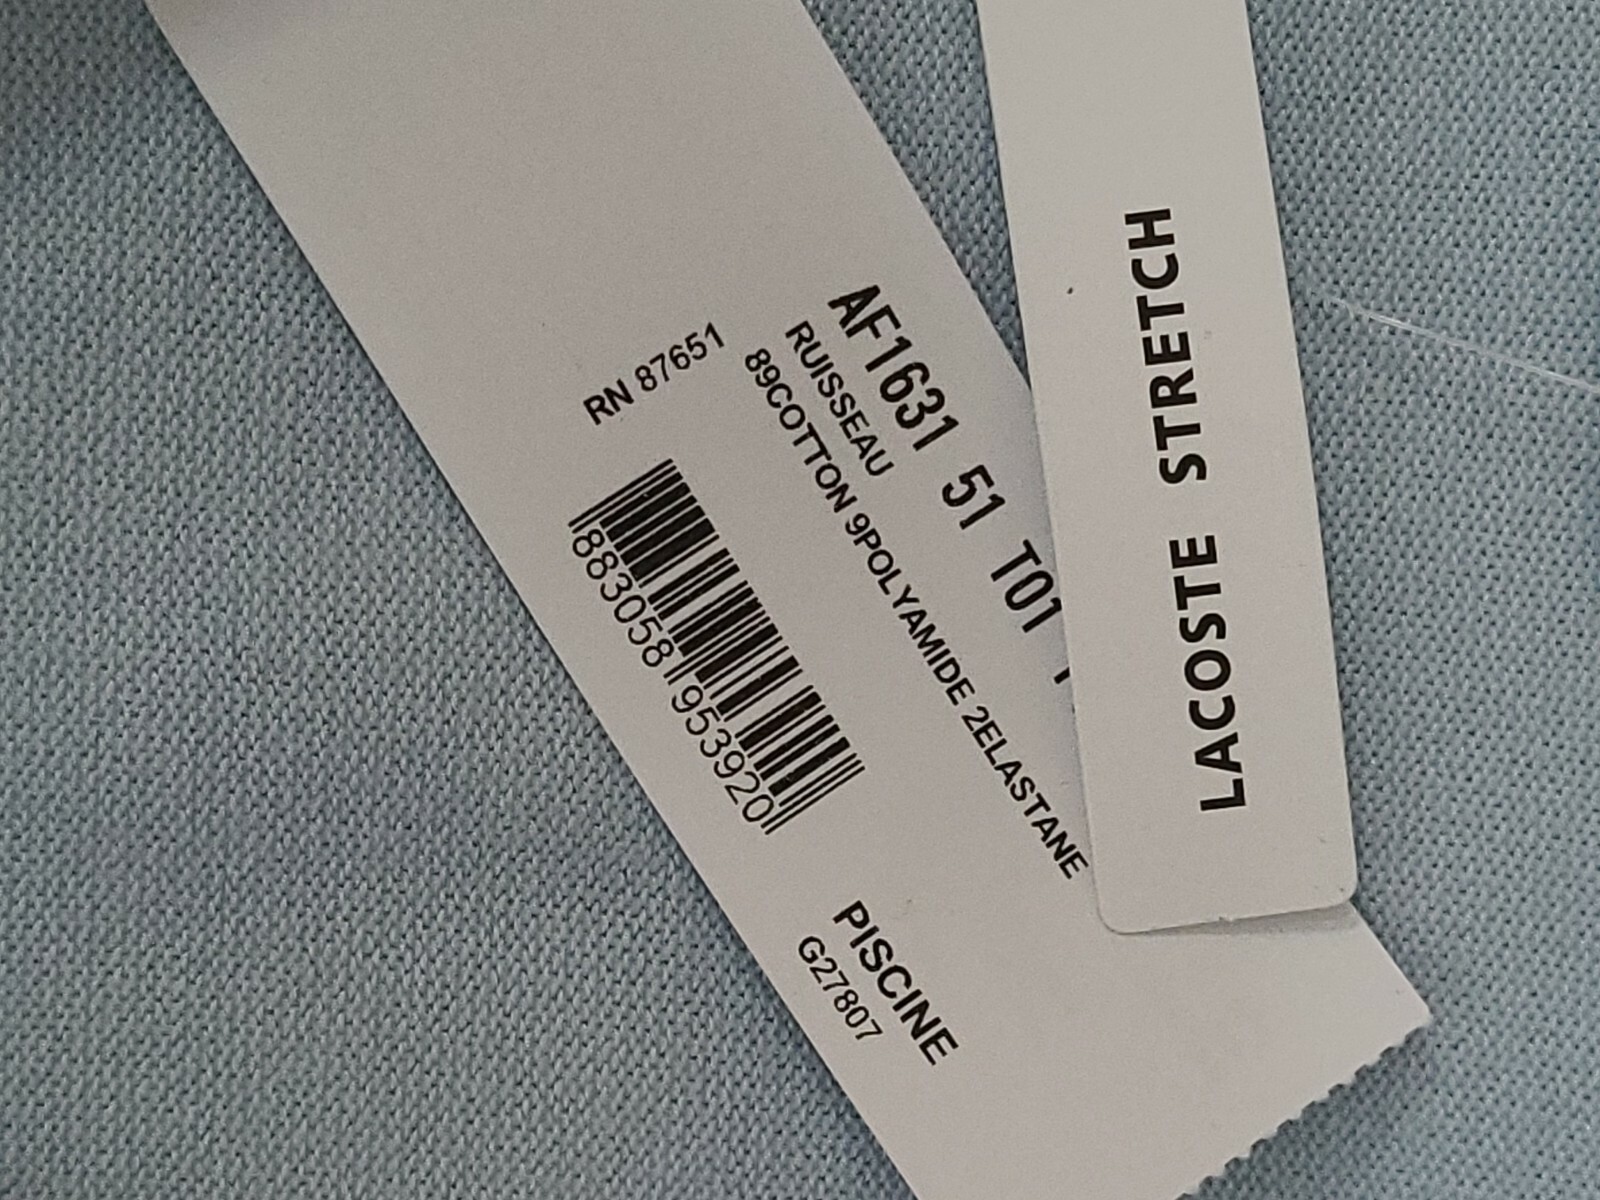 AF1631 51 T01
RUISSEAU
89COTTON 9POLYAMIDE 2ELASTANE
RN 87651
883058 953920
PISCINE
G27807
LACOSTE STRETCH